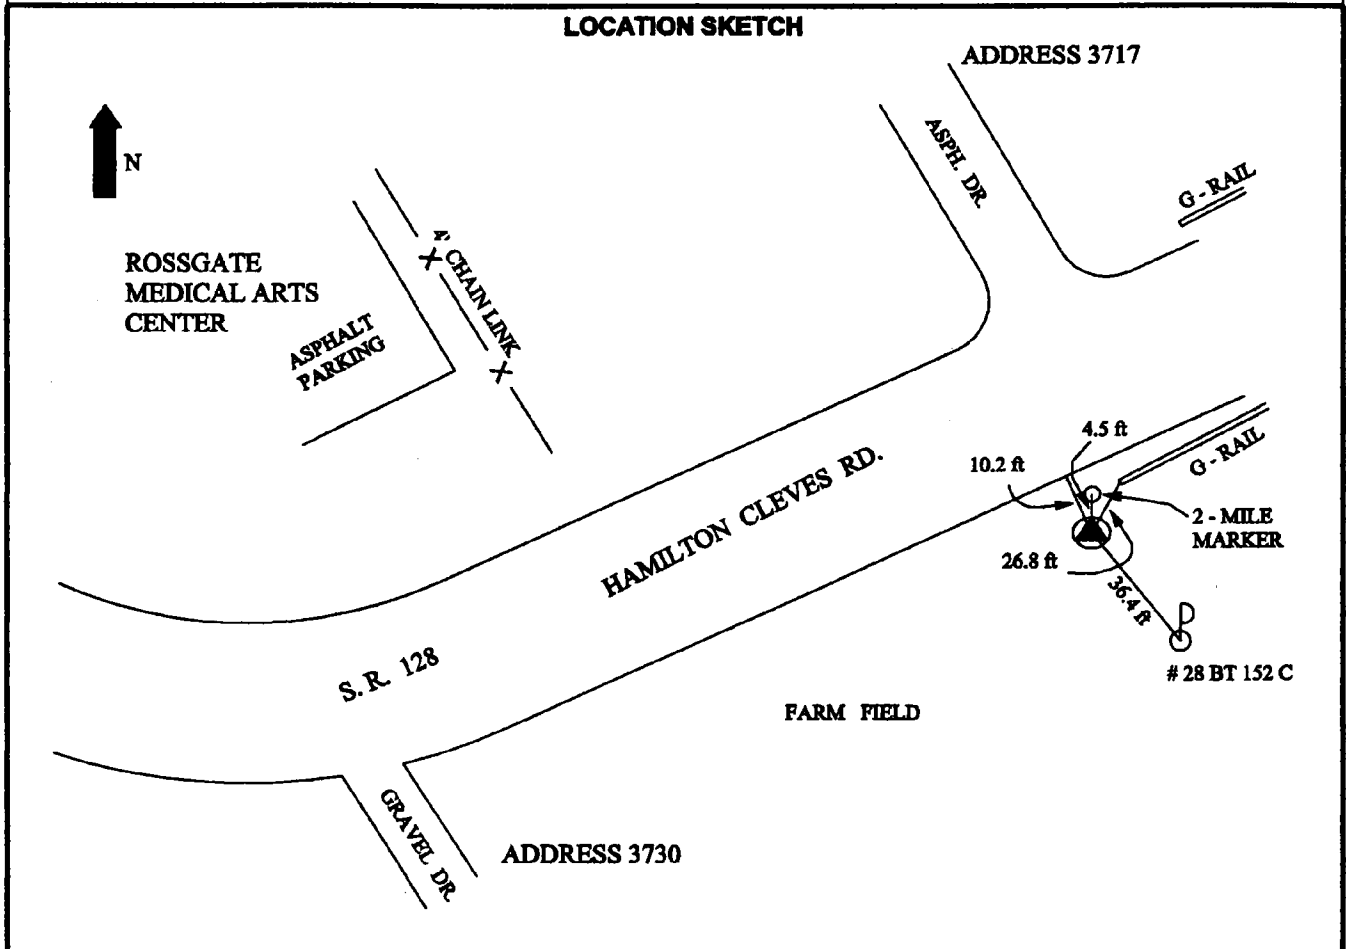 LOCATION SKETCH
ADDRESS 3717
N
ASPH. DR.
G - RAIL
ROSSGATE
MEDICAL ARTS
CENTER
4' CHAIN LINK
ASPHALT
PARKING
4.5 ft
10.2 ft
G - RAIL
HAMILTON CLEVES RD.
2 - MILE
MARKER
26.8 ft
36.4 ft
S. R. 128
# 28 BT 152 C
FARM FIELD
GRAVEL DR.
ADDRESS 3730